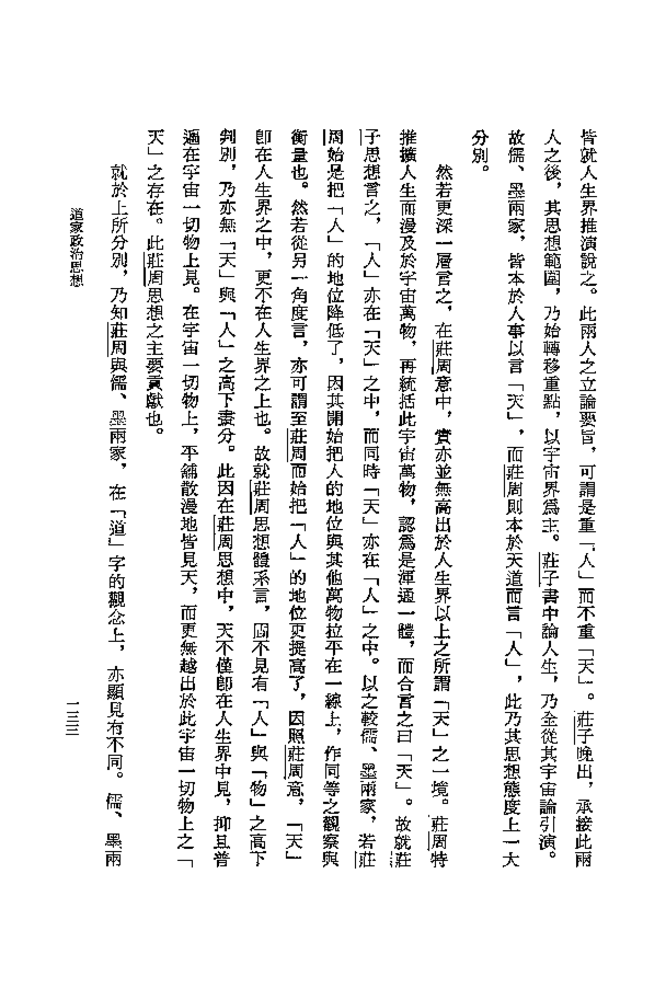 皆就人生界推演說之。此兩人之立論要旨，可謂是重「人」而不重「天」。莊子晚出，承接此兩
人之後，其思想範圍，乃始轉移重點，以宇宙界爲主。莊子書中論人生，乃全從其宇宙論引演。
故儒、墨兩家，皆本於人事以言「天」，而莊周則本於天道而言「人」，此乃其思想態度上一大
分別。
然若更深一層言之，在莊周意中，實亦並無高出於人生界以上之所謂「天」之一境。莊周特
推擴人生而漫及於宇宙萬物，再統括此宇宙萬物，認爲是渾通一體，而合言之曰「天」。故就莊
子思想言之，「人」亦在「天」之中，而同時「天」亦在「人」之中。以之較儒、墨兩家，若莊
周始是把「人」的地位降低了，因其開始把人的地位與其他萬物拉平在一線上，作同等之觀察與
衡量也。然若從另一角度言，亦可謂至莊周而始把「人」的地位更提高了，因照莊周意，「天」
卽在人生界之中，更不在人生界之上也。故就莊周思想體系言，固不見有「人」與「物」之高下
判別，乃亦無「天」與「人」之高下畫分。此因在莊周思想中，天不僅卽在人生界中見，抑且普
遍在宇宙一切物上見。在宇宙一切物上，平鋪散漫地皆見天，而更無越出於此宇宙一切物上之「
天」之存在。此莊周思想之主要貢獻也。
就於上所分別，乃知莊周與儒、墨兩家，在「道」字的觀念上，亦顯見有不同。儒、墨兩
道家政治思想
一三三